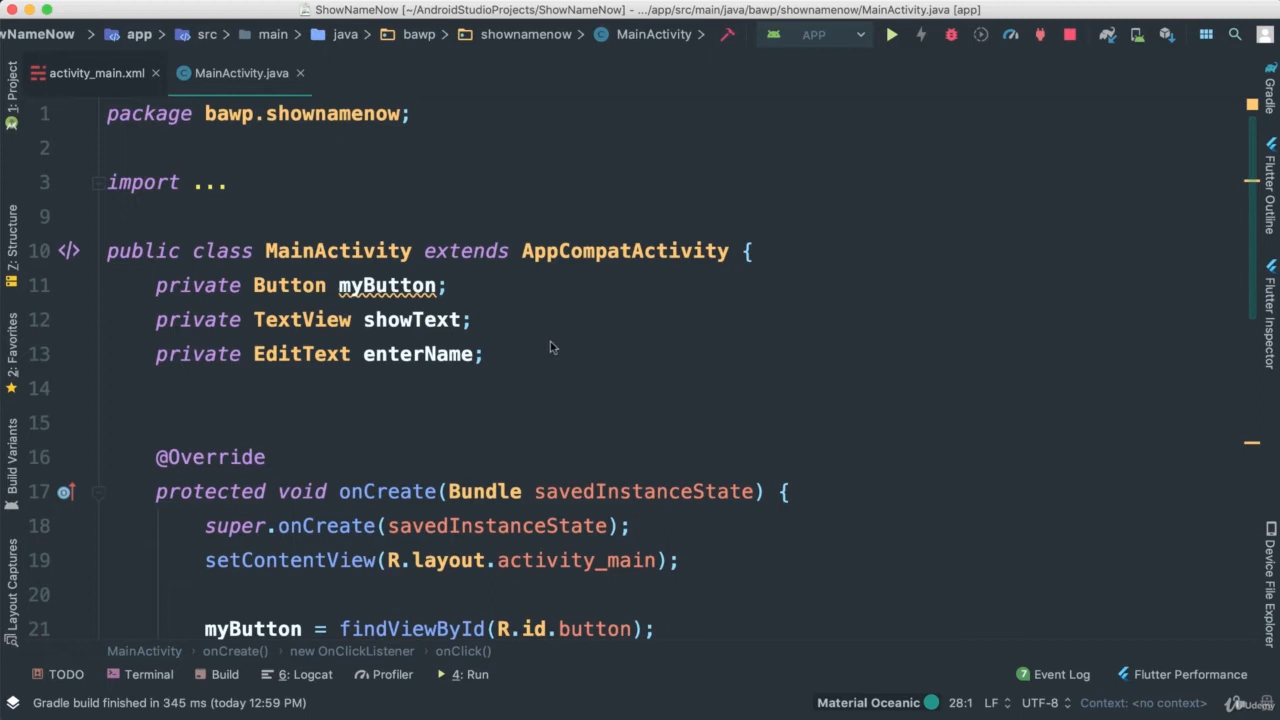 ShowNameNow [~/AndroidStudioProjects/ShowNameNow] - .../app/src/main/java/bawp/shownamenow/MainActivity.java [app]
wNameNow app src main java bawp shownamenow MainActivity APP
activity_main.xml MainActivity.java
1: Project
Z: Structure
2: Favorites
Build Variants
Layout Captures
1 package bawp.shownamenow;
2
3 import ...
9
10 public class MainActivity extends AppCompatActivity {
11 private Button myButton;
12 private TextView showText;
13 private EditText enterName;
14
15
16 @Override
17 protected void onCreate(Bundle savedInstanceState) {
18 super.onCreate(savedInstanceState);
19 setContentView(R.layout.activity_main);
20
21 myButton = findViewById(R.id.button);
Gradle
Flutter Outline
Flutter Inspector
Device File Explorer
MainActivity onCreate() new OnClickListener onClick()
TODO Terminal Build 6: Logcat Profiler 4: Run 7 Event Log Flutter Performance
Gradle build finished in 345 ms (today 12:59 PM) Material Oceanic 28:1 LF UTF-8 Context: <no context>
Udemy